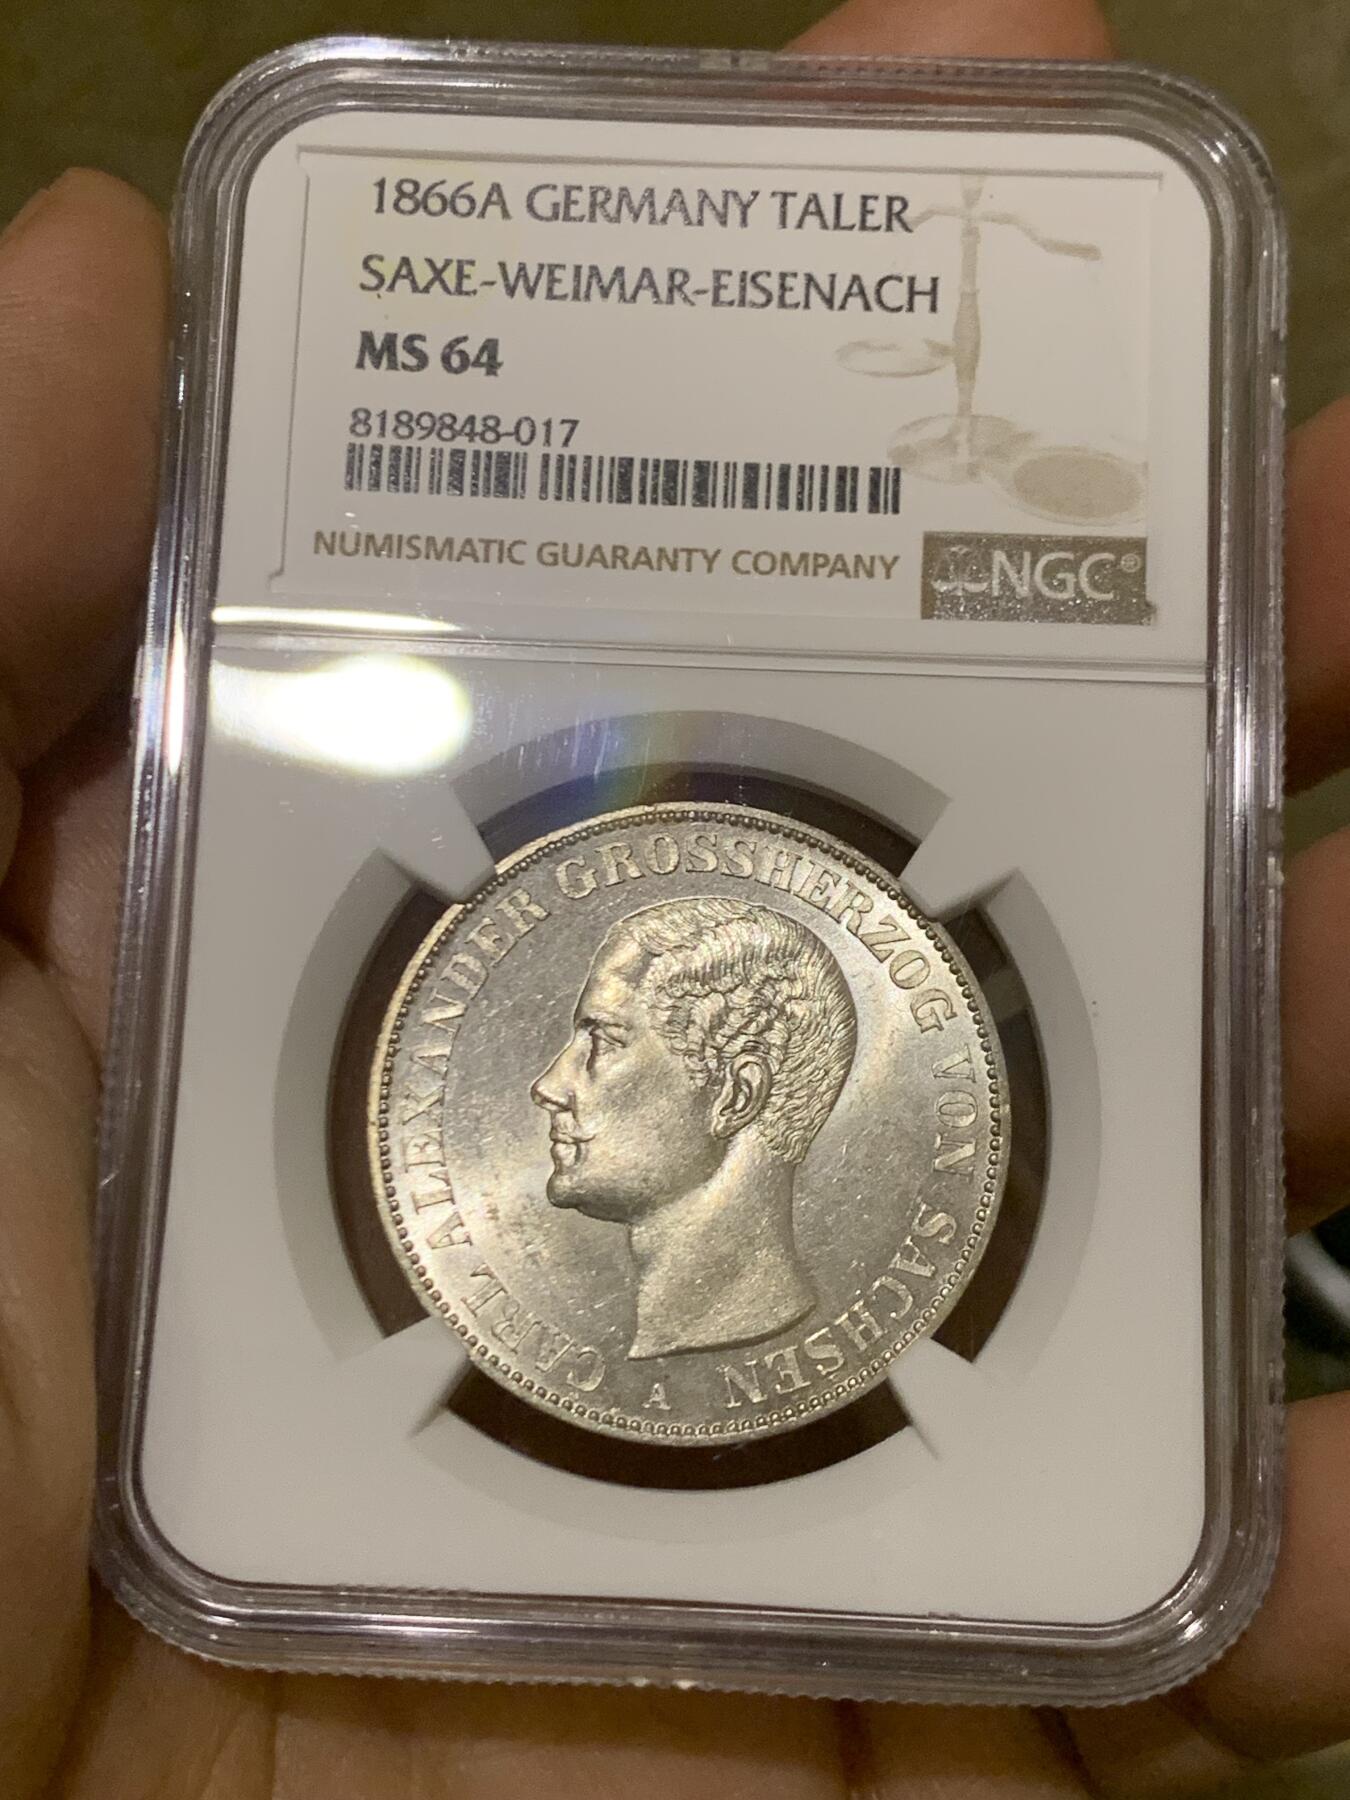 1866A GERMANY TALER
SAXE-WEIMAR-EISENACH
MS 64
8189848-017
NUMISMATIC GUARANTY COMPANY
NGC®
CARL ALEXANDER GROSSHERZOG VON SACHSEN
A